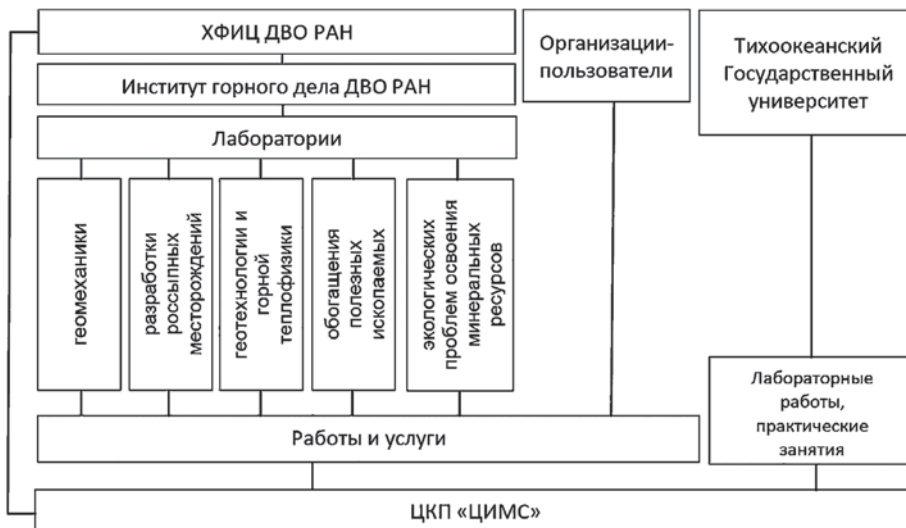 ХФИЦ ДВО РАН
Институт горного дела ДВО РАН
Лаборатории
Организации-
пользователи
Тихоокеанский
Государственный
университет
геомеханики
разработки
россыпных
месторождений
геотехнологии и
горной
теплофизики
обогащения
полезных
ископаемых
экологических
проблем освоения
минеральных
ресурсов
Лабораторные
работы,
практические
занятия
Работы и услуги
ЦКП «ЦИМС»